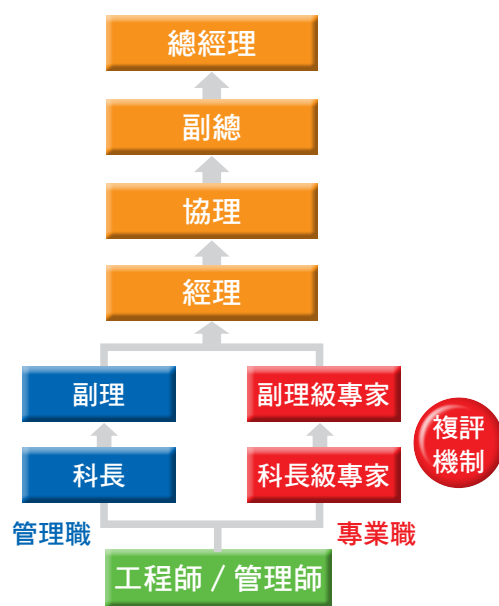 總經理
副總
協理
經理
副理
副理級專家
複評
機制
科長
科長級專家
管理職
專業職
工程師 / 管理師